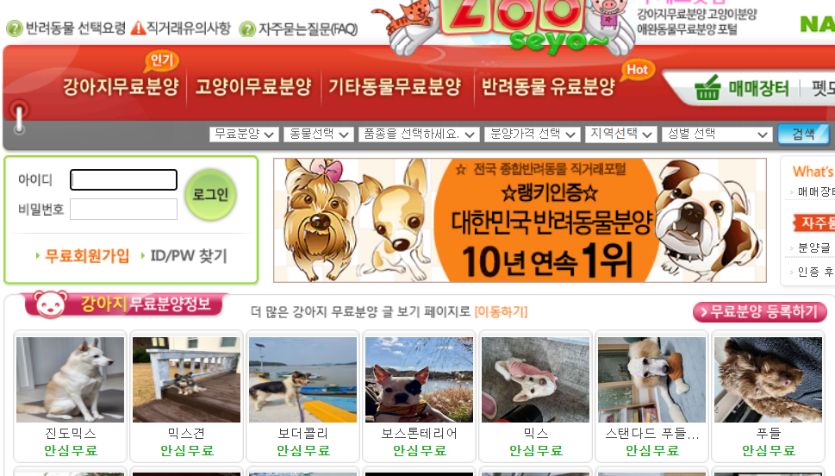 반려동물 선택요령 직거래유의사항 자주묻는질문(FAQ)
ZOO
seyo~
강아지무료분양 고양이분양
애완동물무료분양 포털
NA
인기
강아지무료분양 고양이무료분양 기타동물무료분양 반려동물 유료분양
Hot
매매장터
무료분양 동물선택 품종을 선택하세요. 분양가격 선택 지역선택 성별 선택 검색
아이디
비밀번호
로그인
무료회원가입 ID/PW 찾기
☆ 전국 종합반려동물 직거래포털
☆랭키인증☆
대한민국 반려동물분양
10년 연속 1위
What's
매매장터
자주묻
분양글
인증 후
강아지 무료분양정보
더 많은 강아지 무료분양 글 보기 페이지로 [이동하기]
무료분양 등록하기
진도믹스 믹스견 보더콜리 보스톤테리어 믹스 스탠다드 푸들... 푸들
안심무료 안심무료 안심무료 안심무료 안심무료 안심무료 안심무료